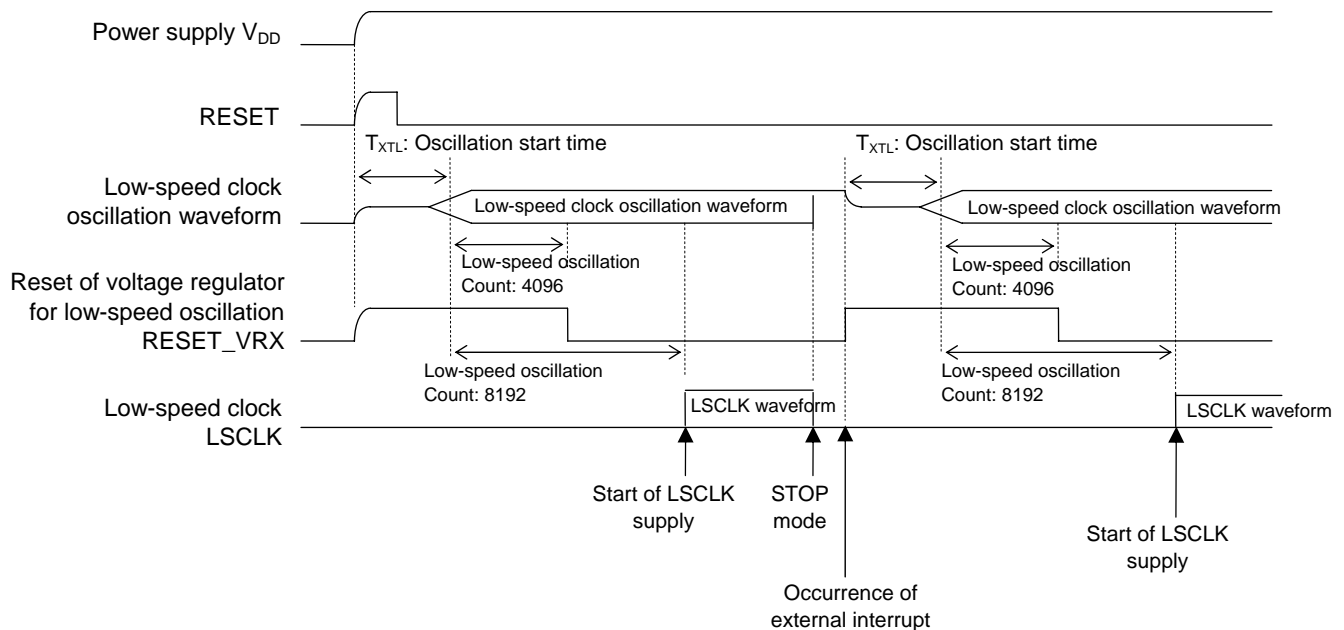 Power supply VDD
RESET
TXTL: Oscillation start time
TXTL: Oscillation start time
Low-speed clock
oscillation waveform
Low-speed clock oscillation waveform
Low-speed clock oscillation waveform
Low-speed oscillation
Count: 4096
Low-speed oscillation
Count: 4096
Reset of voltage regulator
for low-speed oscillation
RESET_VRX
Low-speed oscillation
Count: 8192
Low-speed oscillation
Count: 8192
Low-speed clock
LSCLK
LSCLK waveform
LSCLK waveform
Start of LSCLK
supply
STOP
mode
Start of LSCLK
supply
Occurrence of
external interrupt